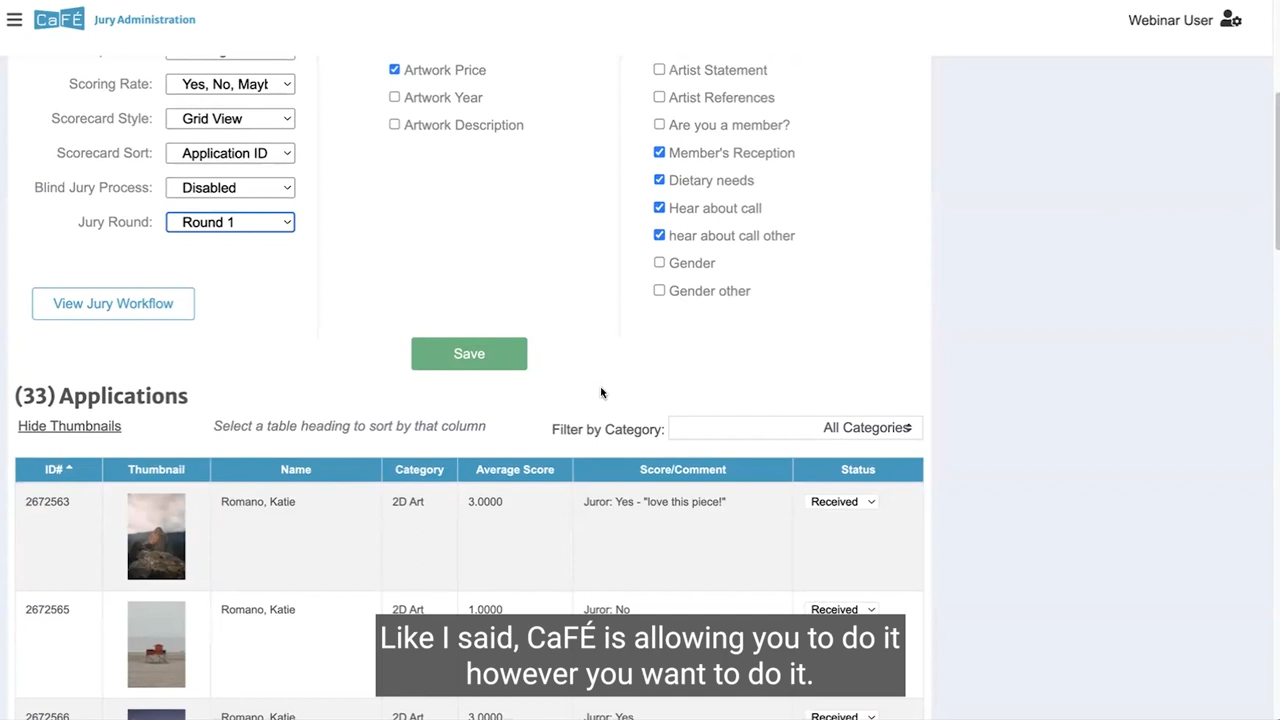 CaFÉ Jury Administration
Webinar User
Scoring Rate: Yes, No, Mayt
Scorecard Style: Grid View
Scorecard Sort: Application ID
Blind Jury Process: Disabled
Jury Round: Round 1
View Jury Workflow
Artwork Price
Artwork Year
Artwork Description
Artist Statement
Artist References
Are you a member?
Member's Reception
Dietary needs
Hear about call
hear about call other
Gender
Gender other
Save
(33) Applications
Hide Thumbnails
Select a table heading to sort by that column
Filter by Category: All Categories
ID# Thumbnail Name Category Average Score Score/Comment Status
2672563 Romano, Katie 2D Art 3.0000 Juror: Yes - "love this piece!" Received
2672565 Romano, Katie 2D Art 1.0000 Juror: No Received
Like I said, CaFÉ is allowing you to do it
however you want to do it.
2672566 Romano, Katie 2D Art 3.0000 Juror: Yes Received